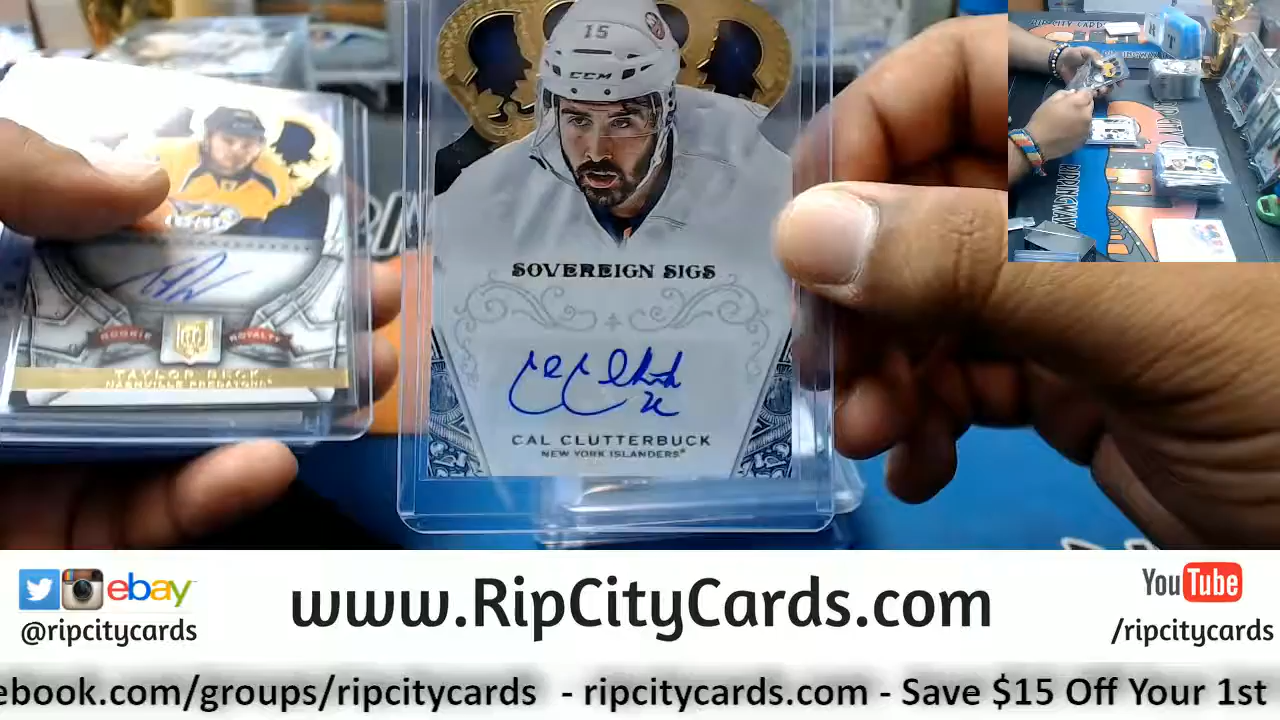 15
CCM
SOVEREIGN SIGS
CAL CLUTTERBUCK
NEW YORK ISLANDERS
ROOKIE ROYALTY
TAYLOR BECK
NASHVILLE PREDATORS
ebay
@ripcitycards
www.RipCityCards.com
YouTube
/ripcitycards
ebook.com/groups/ripcitycards - ripcitycards.com - Save $15 Off Your 1st